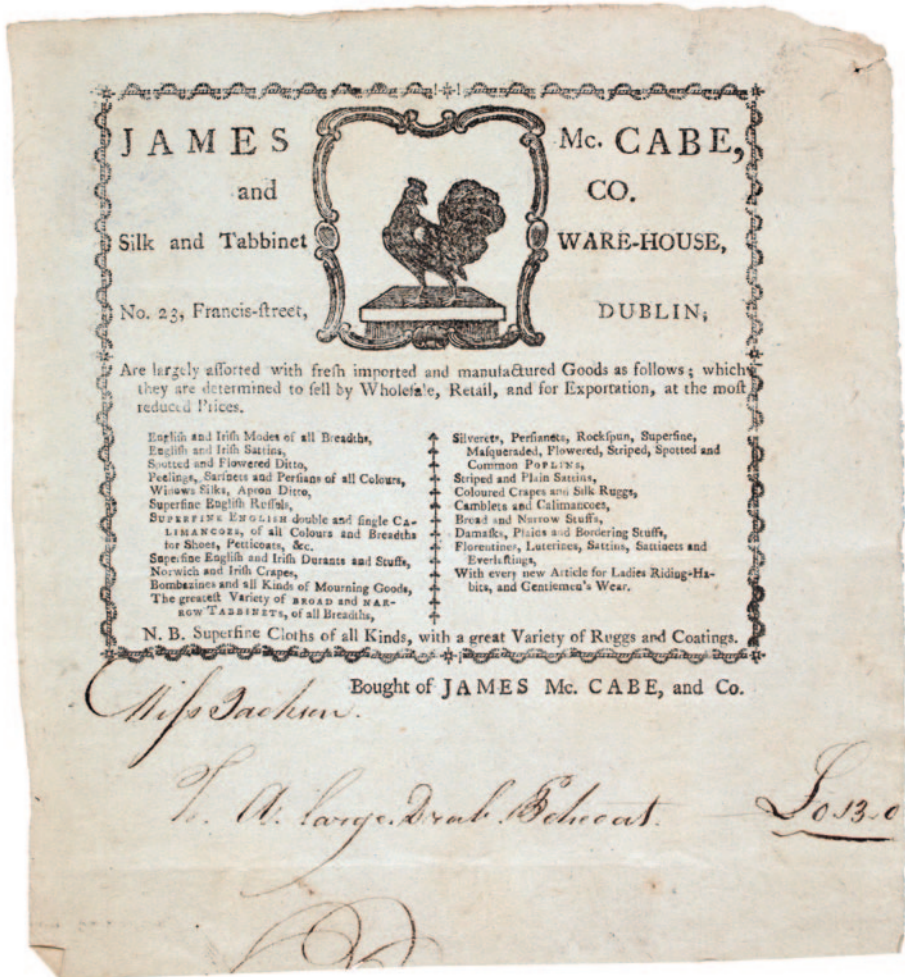 JAMES Mc. CABE,
and CO.
Silk and Tabbinet WARE-HOUSE,
No. 23, Francis-ſtreet, DUBLIN;
Are largely aſſorted with freſh imported and manufactured Goods as follows; which
they are determined to ſell by Wholeſale, Retail, and for Exportation, at the moſt
reduced Prices.
Engliſh and Iriſh Modes of all Breadths,
Engliſh and Iriſh Sattins,
Spotted and Flowered Ditto,
Peelings, Sarſnets and Perſians of all Colours,
Widows Silks, Apron Ditto,
Superfine Engliſh Ruſſels,
SUPERFINE ENGLISH double and ſingle CA-
LIMANCOES, of all Colours and Breadths
for Shoes, Petticoats, &c.
Superfine Engliſh and Iriſh Durants and Stuffs,
Norwich and Iriſh Crapes,
Bombazines and all Kinds of Mourning Goods,
The greateſt Variety of BROAD and NAR-
ROW TABBINETS, of all Breadths,
Silverets, Perſianets, Rockſpun, Superfine,
Maſqueraded, Flowered, Striped, Spotted and
Common POPLINS,
Striped and Plain Sattins,
Coloured Crapes and Silk Ruggs,
Camblets and Calimancoes,
Broad and Narrow Stuffs,
Damaſks, Plaids and Bordering Stuffs,
Florentines, Luterines, Sattins, Sattinets and
Everlaſtings,
With every new Article for Ladies Riding-Ha-
bits, and Gentlemen's Wear.
N. B. Superfine Cloths of all Kinds, with a great Variety of Ruggs and Coatings.
Bought of JAMES Mc. CABE, and Co.
Miſs Jackson.
To A large Drab